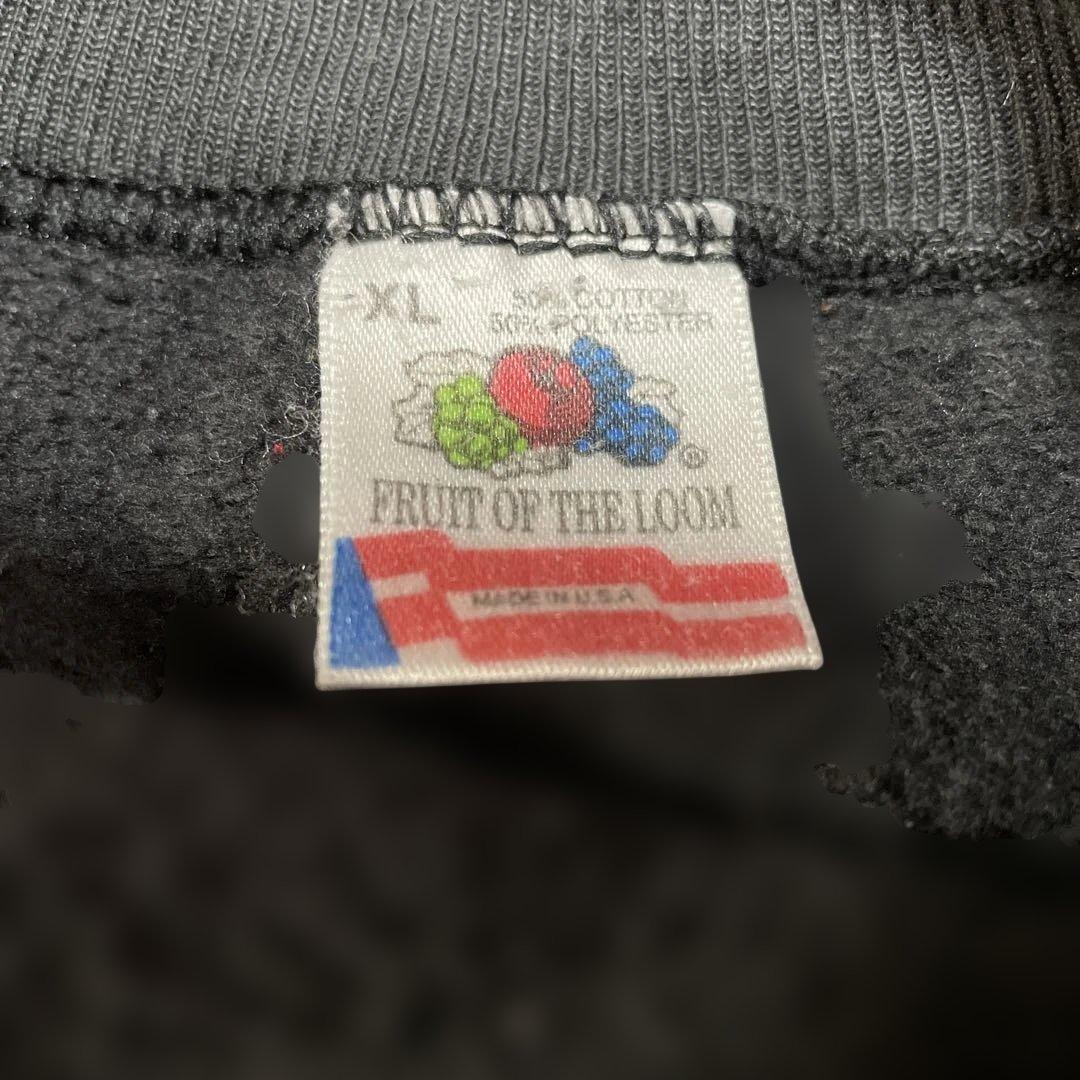 XL
50% COTTON
50% POLYESTER
®
FRUIT OF THE LOOM
MADE IN U.S.A.